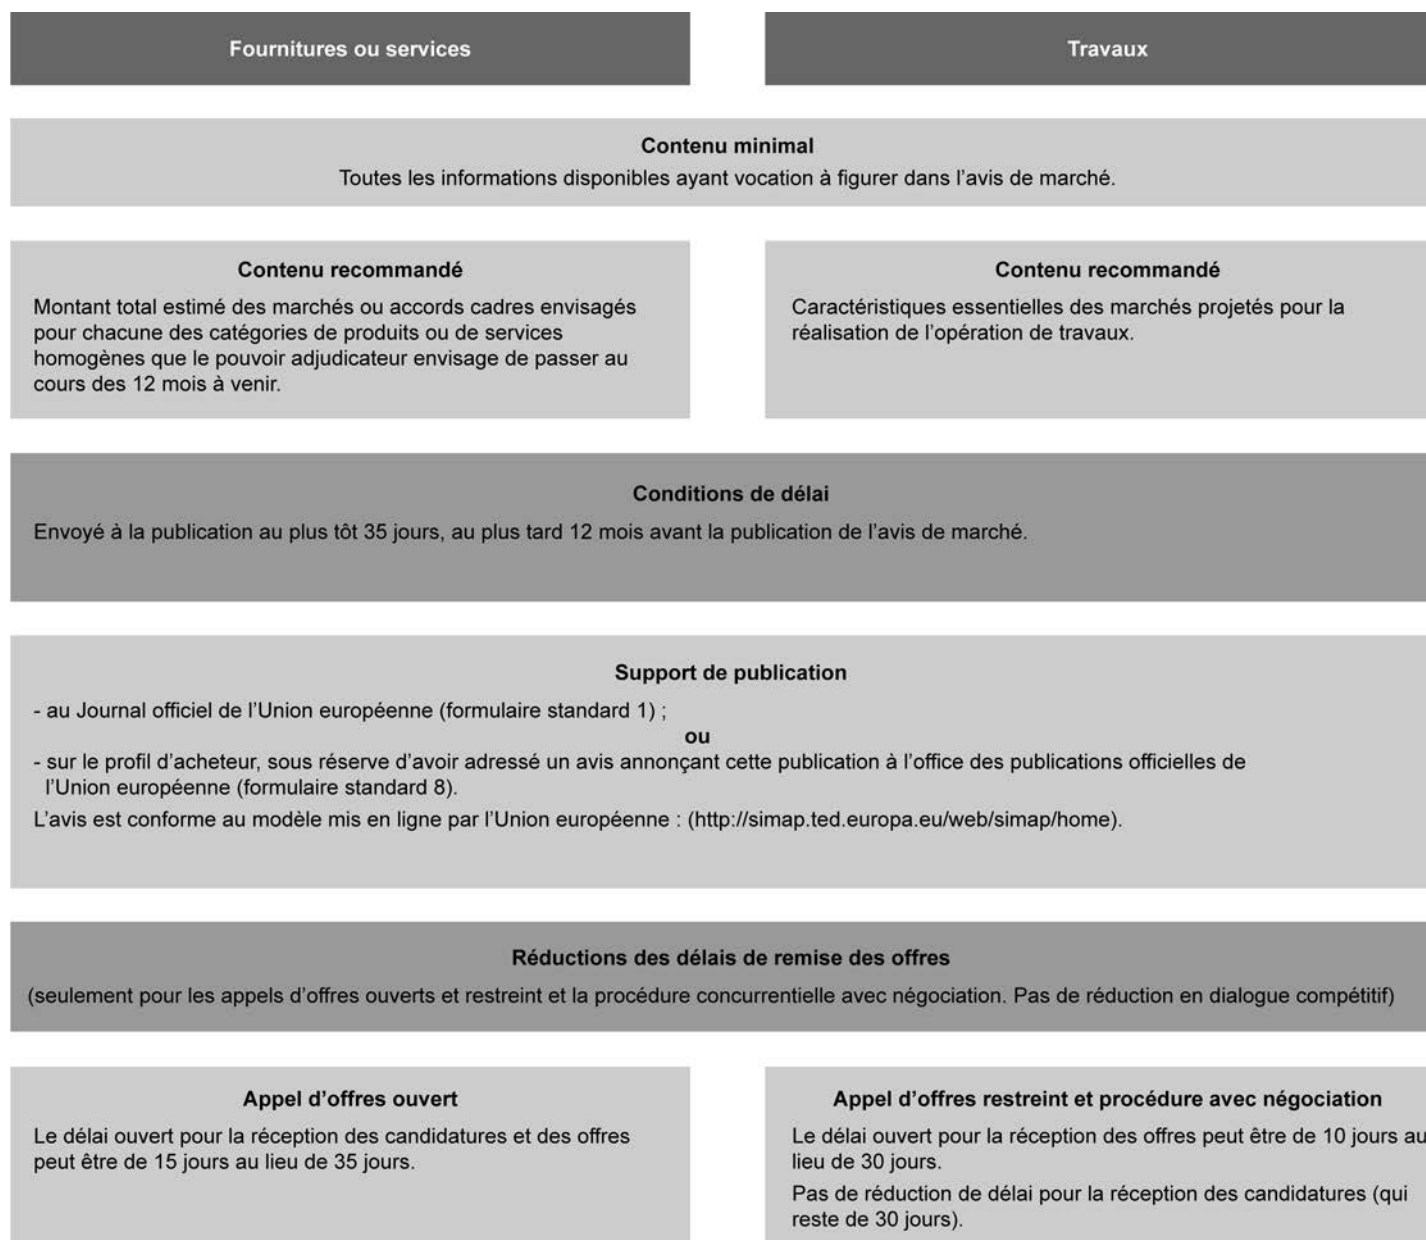 Fournitures ou services
Travaux
Contenu minimal
Toutes les informations disponibles ayant vocation à figurer dans l’avis de marché.
Contenu recommandé
Montant total estimé des marchés ou accords cadres envisagés
pour chacune des catégories de produits ou de services
homogènes que le pouvoir adjudicateur envisage de passer au
cours des 12 mois à venir.
Contenu recommandé
Caractéristiques essentielles des marchés projetés pour la
réalisation de l’opération de travaux.
Conditions de délai
Envoyé à la publication au plus tôt 35 jours, au plus tard 12 mois avant la publication de l’avis de marché.
Support de publication
- au Journal officiel de l’Union européenne (formulaire standard 1) ;
ou
- sur le profil d’acheteur, sous réserve d’avoir adressé un avis annonçant cette publication à l’office des publications officielles de
l’Union européenne (formulaire standard 8).
L’avis est conforme au modèle mis en ligne par l’Union européenne : (http://simap.ted.europa.eu/web/simap/home).
Réductions des délais de remise des offres
(seulement pour les appels d’offres ouverts et restreint et la procédure concurrentielle avec négociation. Pas de réduction en dialogue compétitif)
Appel d’offres ouvert
Le délai ouvert pour la réception des candidatures et des offres
peut être de 15 jours au lieu de 35 jours.
Appel d’offres restreint et procédure avec négociation
Le délai ouvert pour la réception des offres peut être de 10 jours au
lieu de 30 jours.
Pas de réduction de délai pour la réception des candidatures (qui
reste de 30 jours).